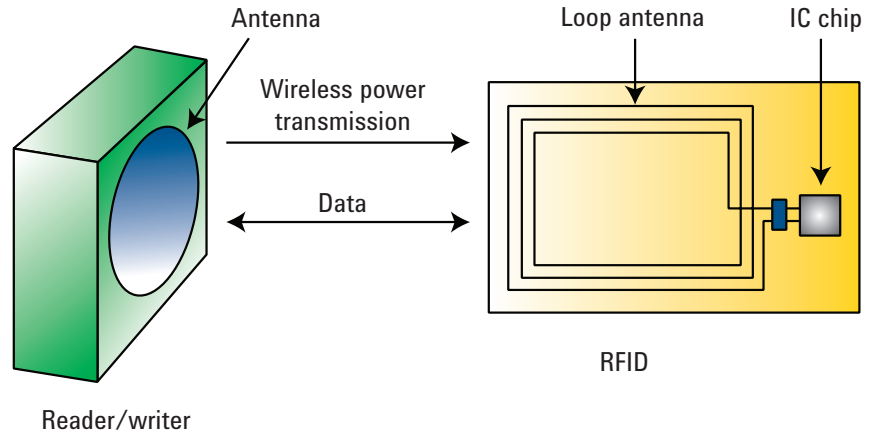 Antenna
Loop antenna
IC chip
Wireless power
transmission
Data
RFID
Reader/writer